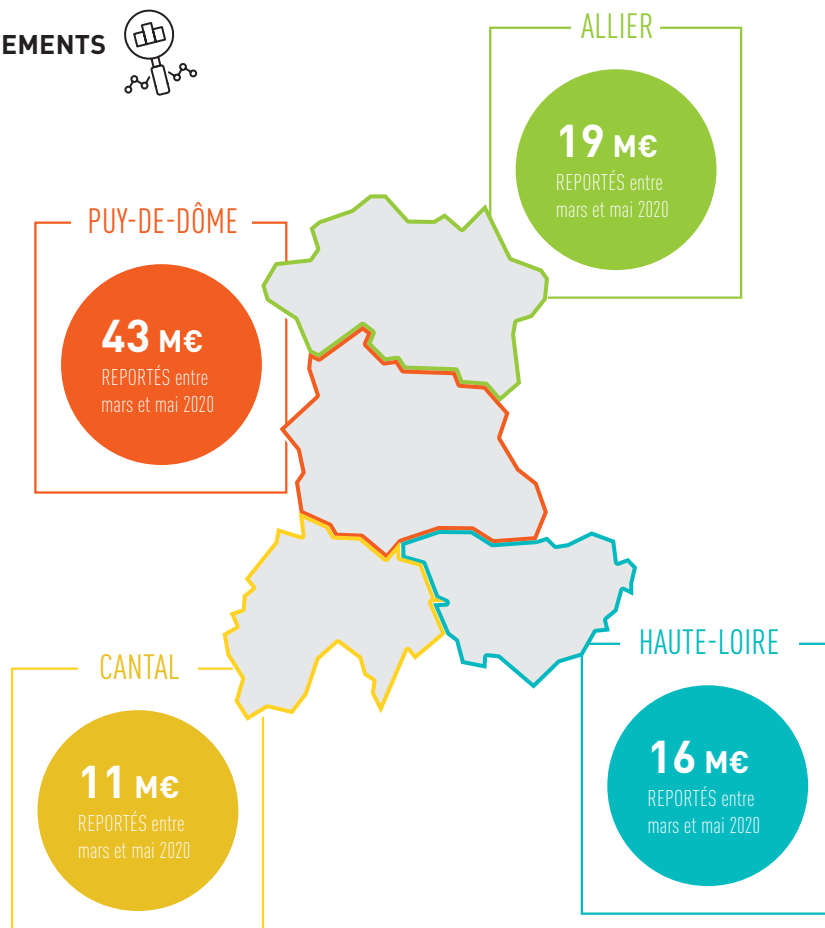 EMENTS
ALLIER
19 M€
REPORTÉS entre
mars et mai 2020
PUY-DE-DÔME
43 M€
REPORTÉS entre
mars et mai 2020
HAUTE-LOIRE
16 M€
REPORTÉS entre
mars et mai 2020
CANTAL
11 M€
REPORTÉS entre
mars et mai 2020